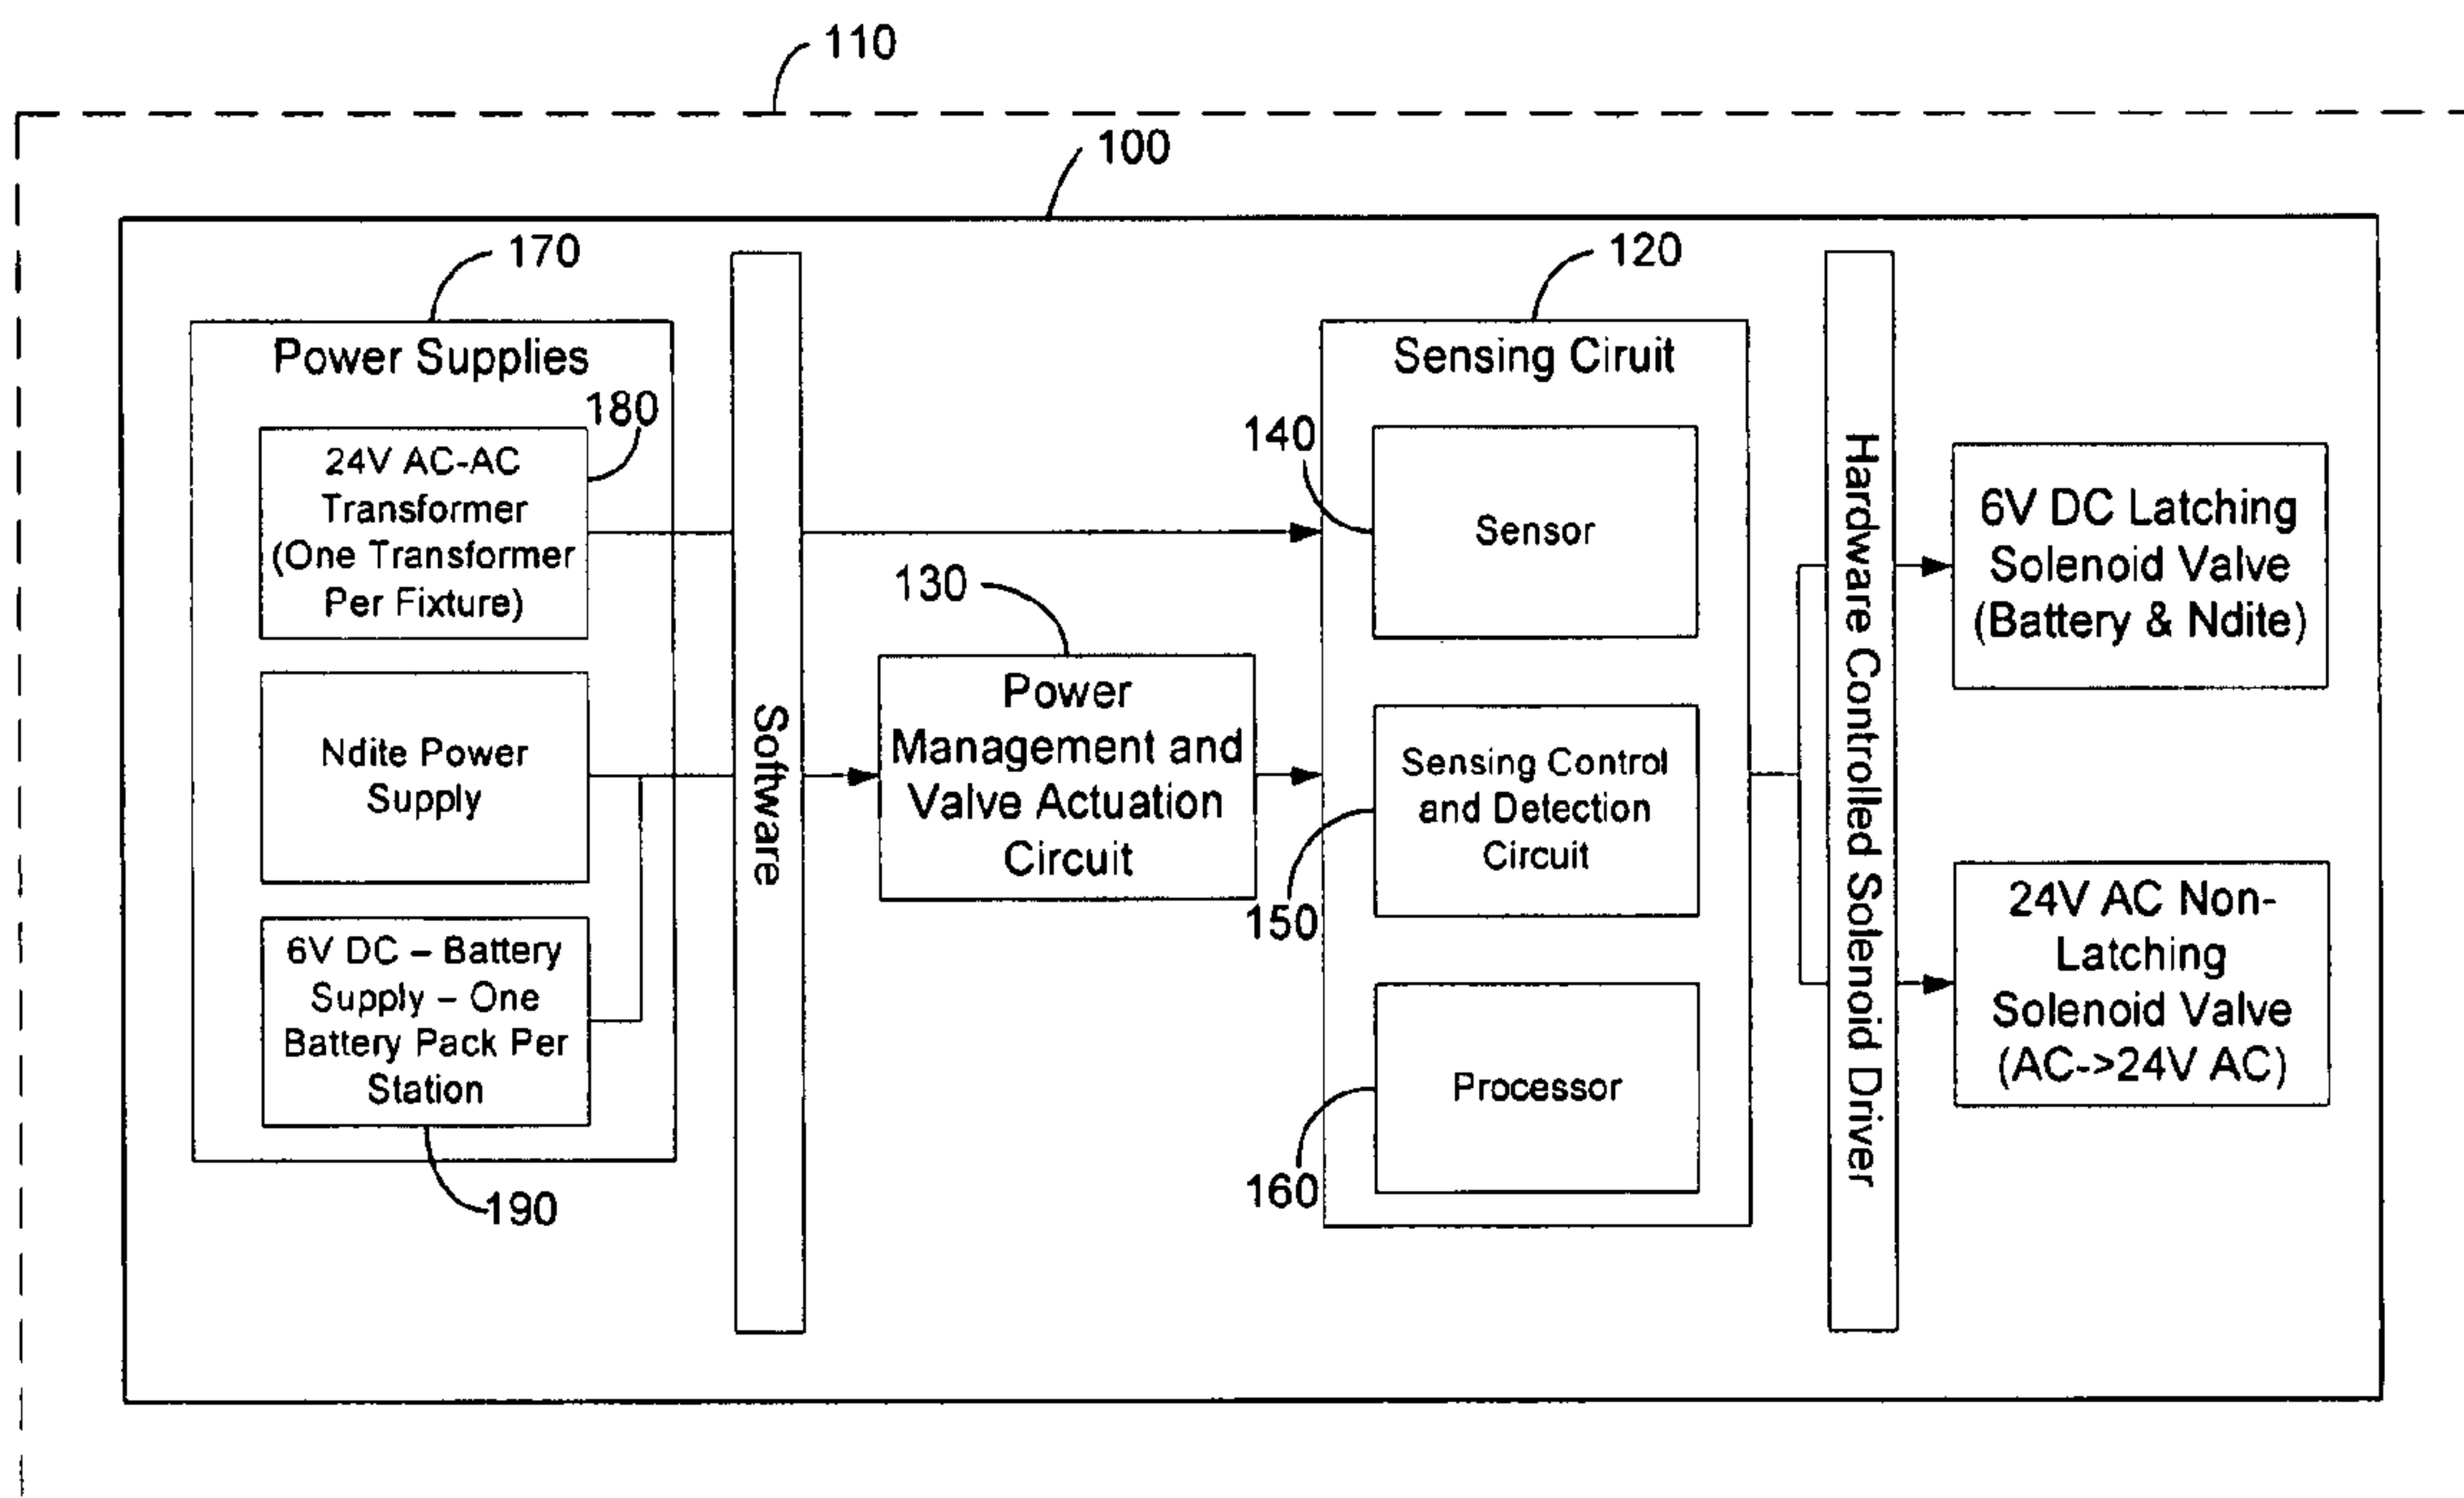 110
100
170
Power Supplies
180
24V AC-AC
Transformer
(One Transformer
Per Fixture)
Ndite Power
Supply
6V DC – Battery
Supply – One
Battery Pack Per
Station
190
Software
130
Power
Management and
Valve Actuation
Circuit
120
Sensing Ciruit
140
Sensor
150
Sensing Control
and Detection
Circuit
160
Processor
Hardware Controlled Solenoid Driver
6V DC Latching
Solenoid Valve
(Battery & Ndite)
24V AC Non-
Latching
Solenoid Valve
(AC->24V AC)